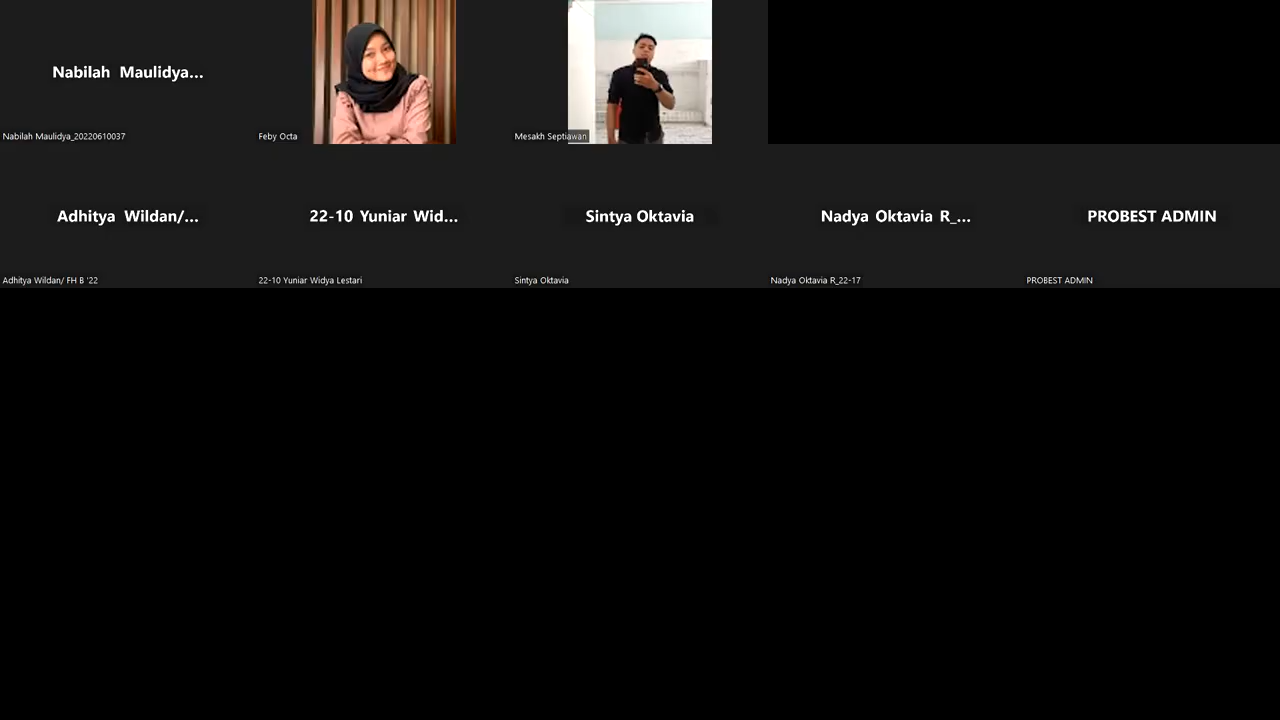 Nabilah Maulidya...
Nabilah Maulidya_20220610037
Feby Octa
Mesakh Septiawan
Adhitya Wildan/...
Adhitya Wildan/ FH B '22
22-10 Yuniar Wid...
22-10 Yuniar Widya Lestari
Sintya Oktavia
Sintya Oktavia
Nadya Oktavia R_...
Nadya Oktavia R_22-17
PROBEST ADMIN
PROBEST ADMIN